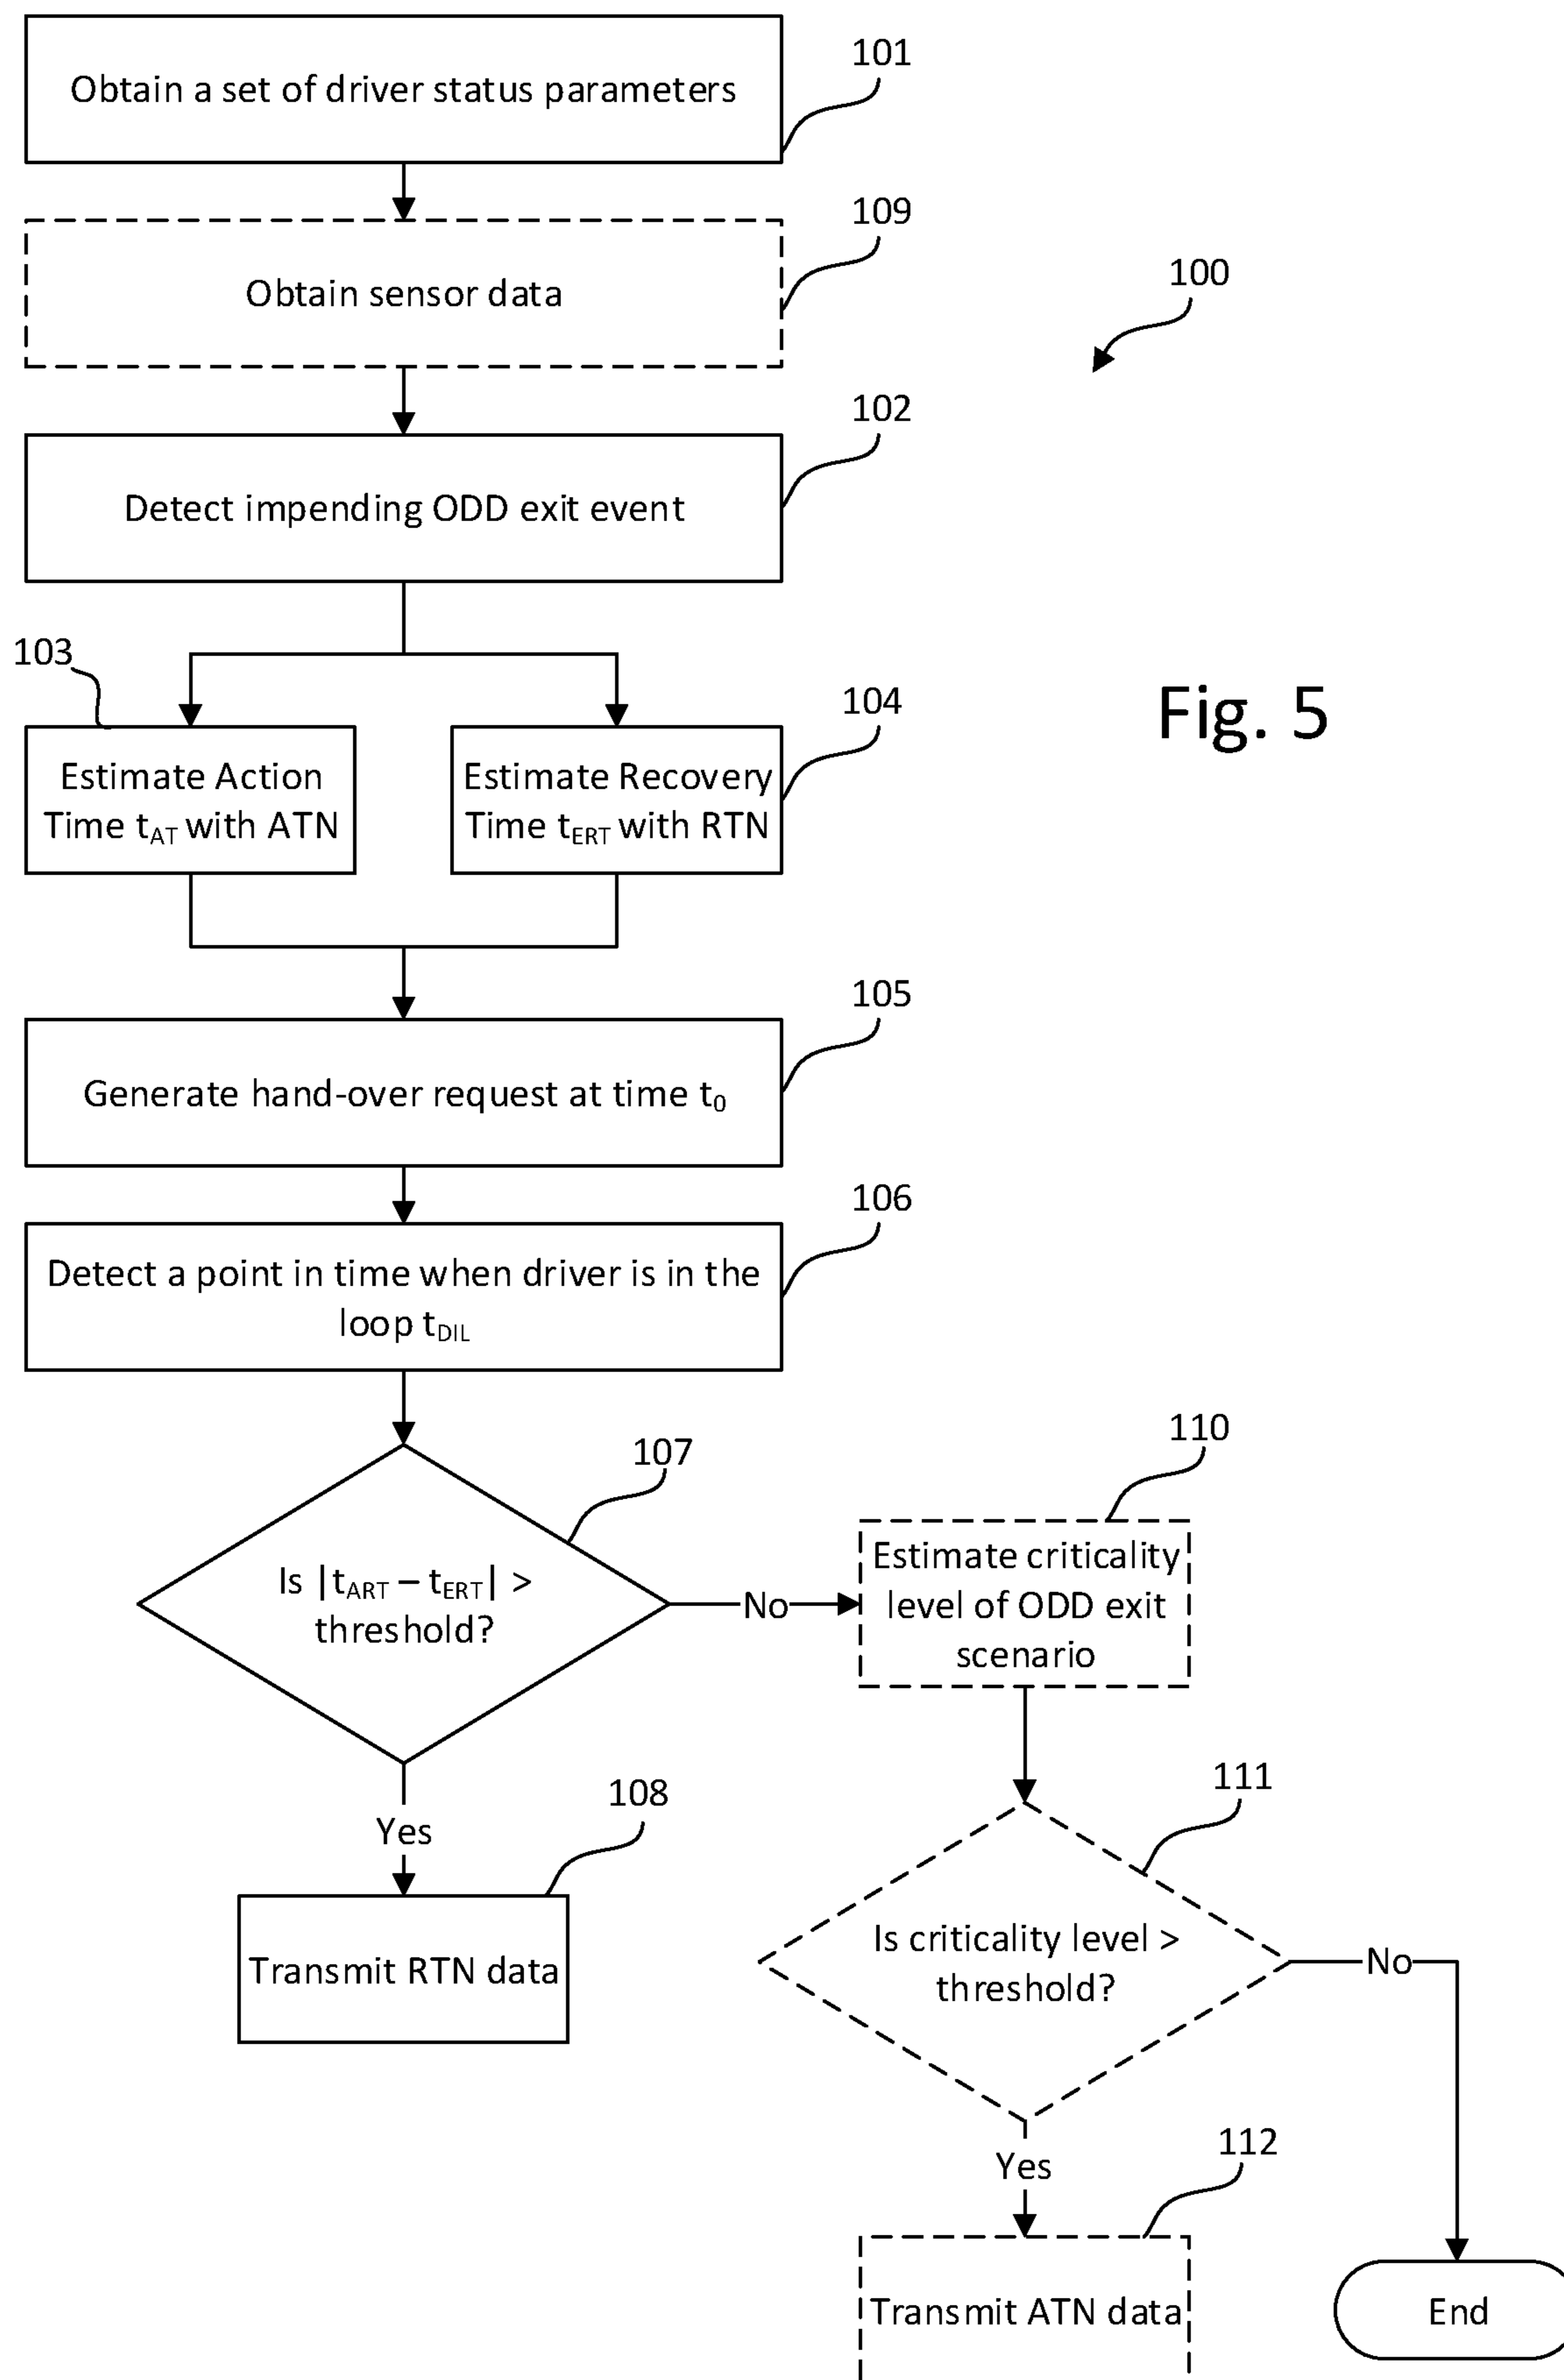 Obtain a set of driver status parameters
101
Obtain sensor data
109
100
Detect impending ODD exit event
102
103
Estimate Action
Time tAT with ATN
Estimate Recovery
Time tERT with RTN
104
Fig. 5
Generate hand-over request at time t0
105
Detect a point in time when driver is in the
loop tDIL
106
Is |tART – tERT| >
threshold?
107
No
Estimate criticality
level of ODD exit
scenario
110
Yes
Transmit RTN data
108
Is criticality level >
threshold?
111
No
Yes
Transmit ATN data
112
End